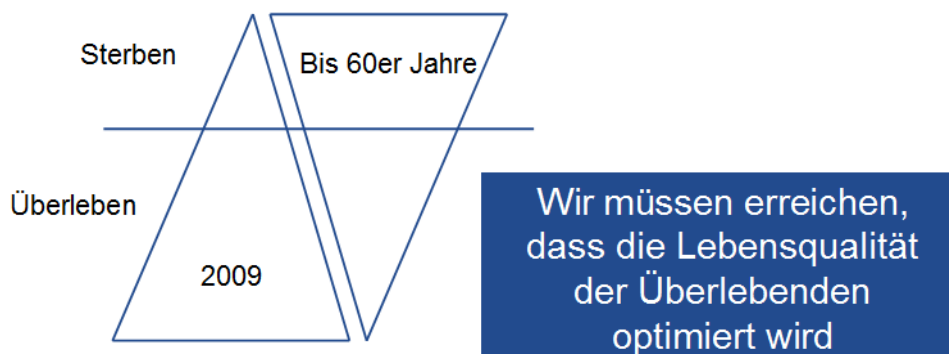 Sterben
Bis 60er Jahre
Überleben
2009
Wir müssen erreichen,
dass die Lebensqualität
der Überlebenden
optimiert wird